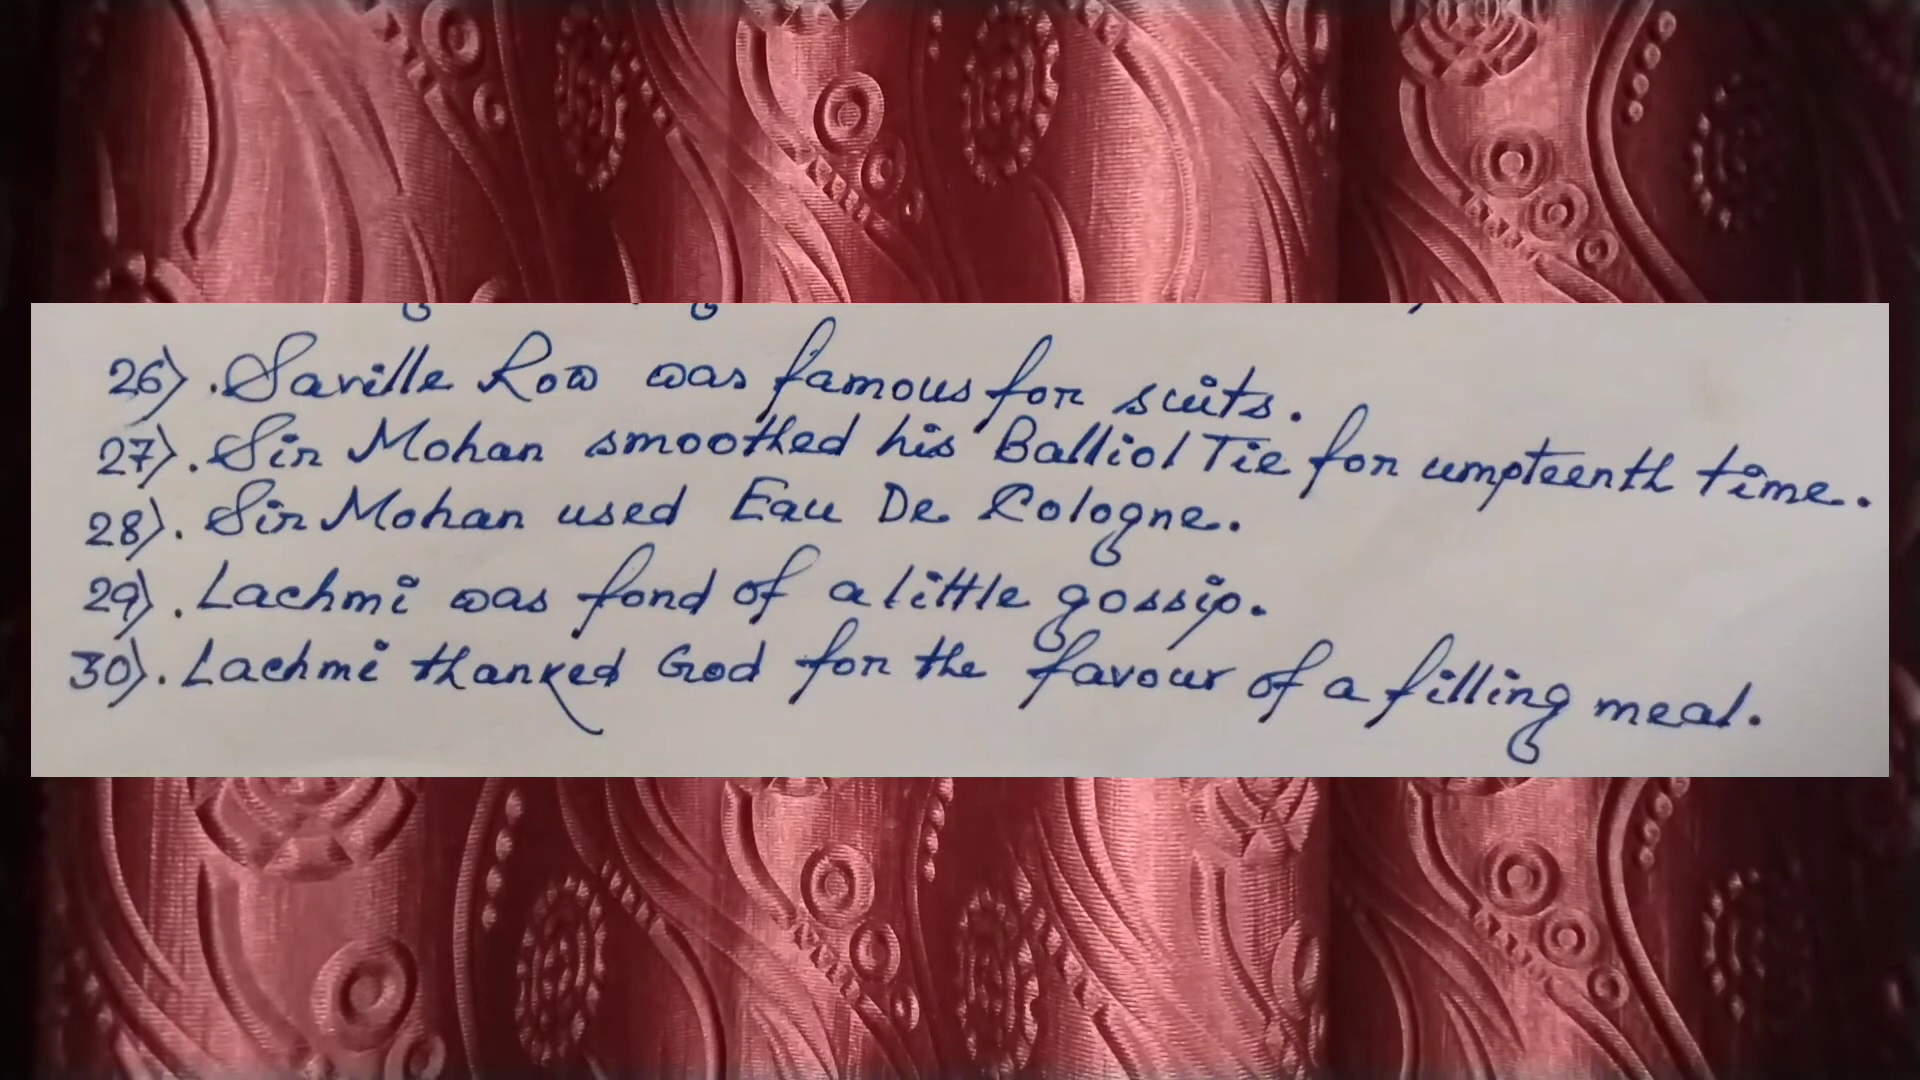 26). Saville Row was famous for suits.
27). Sir Mohan smoothed his Balliol Tie for umpteenth time.
28). Sir Mohan used Eau De Cologne.
29). Lachmi was fond of a little gossip.
30). Lachmi thanked God for the favour of a filling meal.